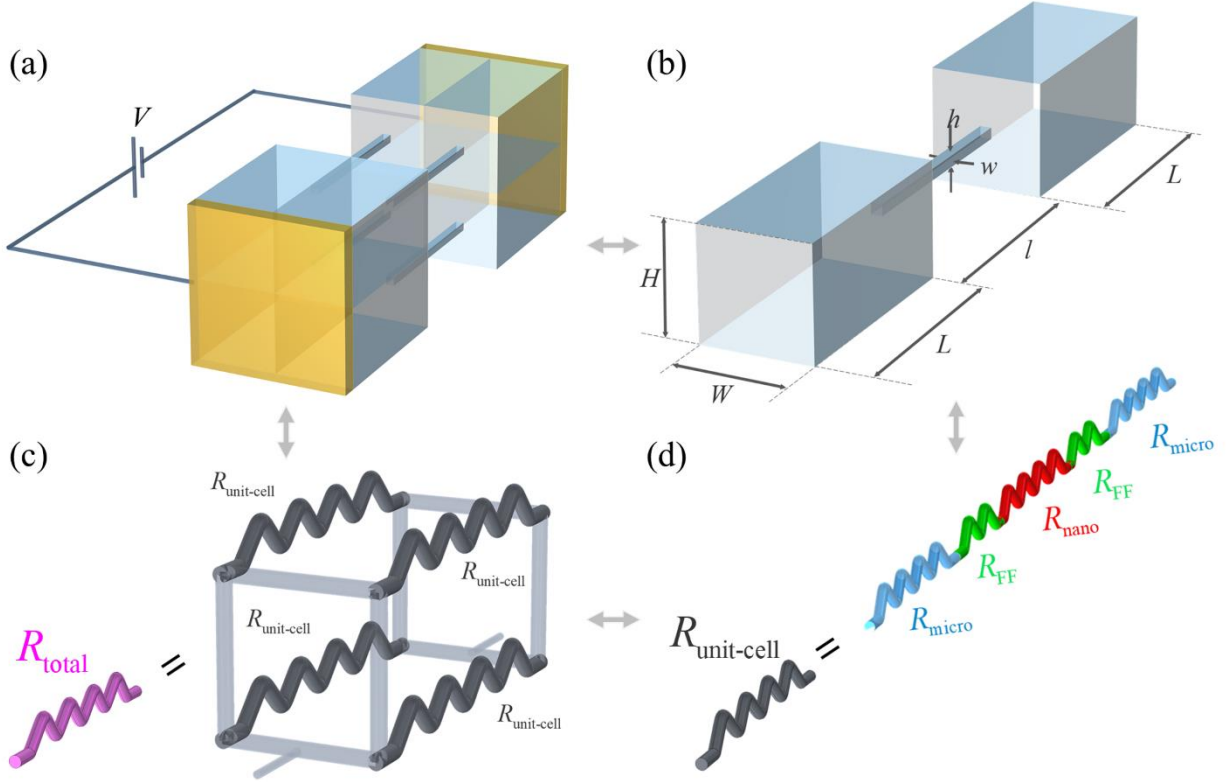 (a)
V
(b)
h
w
L
l
H
L
W
(c)
R_unit-cell
R_unit-cell
R_unit-cell
R_unit-cell
R_total =
(d)
R_micro
R_FF
R_nano
R_FF
R_micro
R_unit-cell =